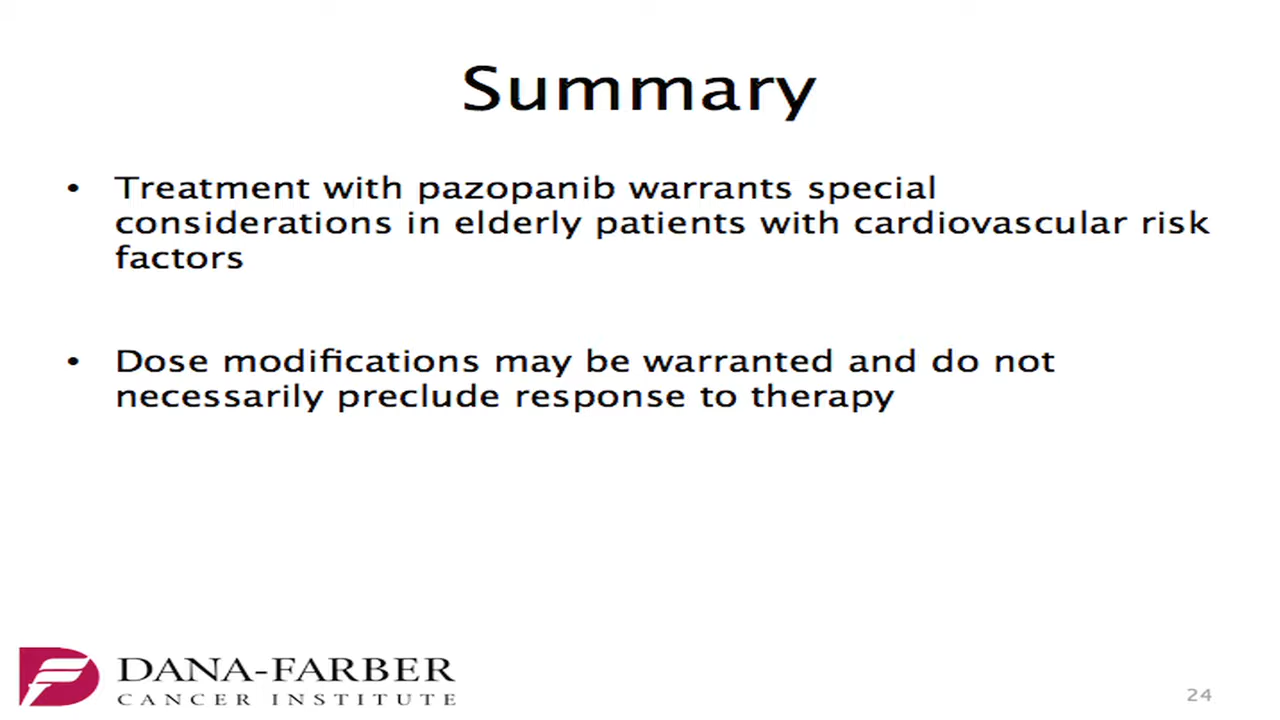 Summary
• Treatment with pazopanib warrants special
considerations in elderly patients with cardiovascular risk
factors
• Dose modifications may be warranted and do not
necessarily preclude response to therapy
DANA-FARBER
CANCER INSTITUTE
24